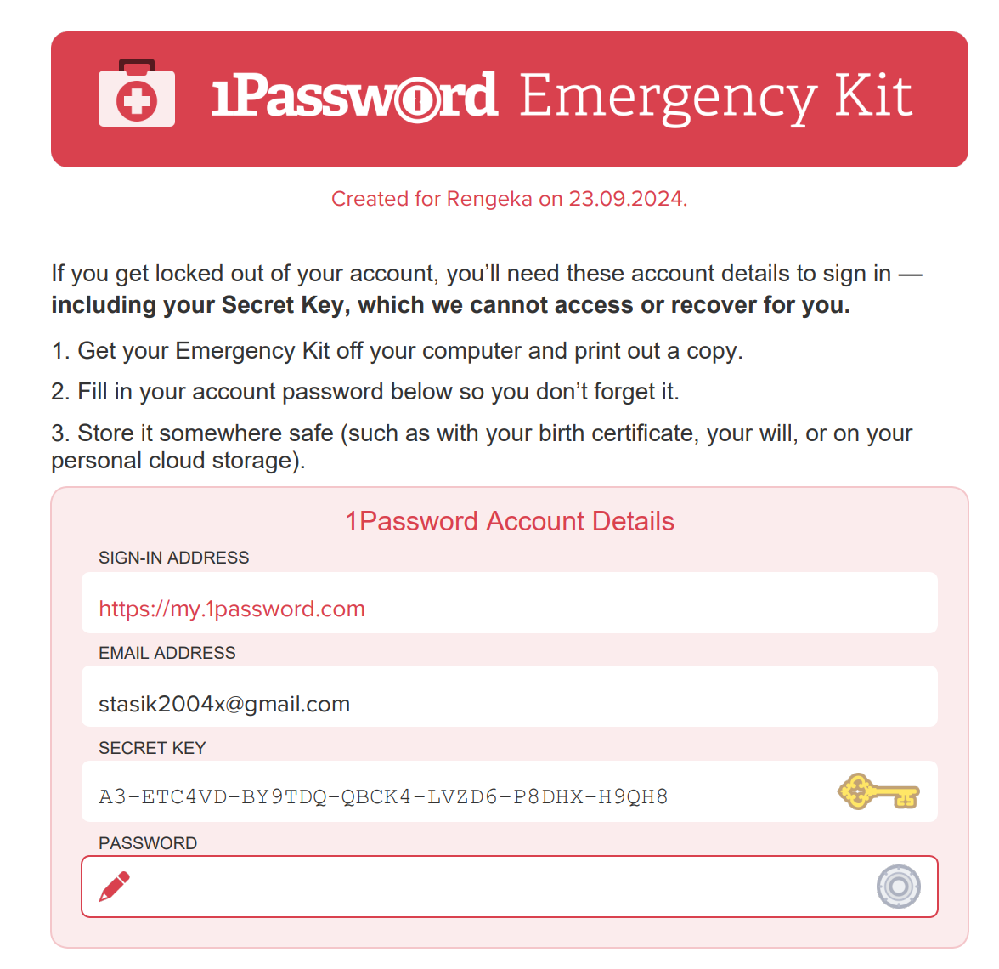 1Password Emergency Kit
Created for Rengeka on 23.09.2024.
If you get locked out of your account, you’ll need these account details to sign in —
including your Secret Key, which we cannot access or recover for you.
1. Get your Emergency Kit off your computer and print out a copy.
2. Fill in your account password below so you don’t forget it.
3. Store it somewhere safe (such as with your birth certificate, your will, or on your
personal cloud storage).
1Password Account Details
SIGN-IN ADDRESS
https://my.1password.com
EMAIL ADDRESS
stasik2004x@gmail.com
SECRET KEY
A3-ETC4VD-BY9TDQ-QBCK4-LVZD6-P8DHX-H9QH8
PASSWORD